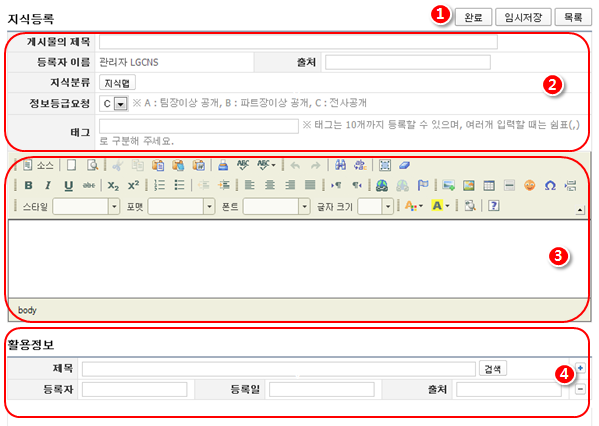 지식등록 1 완료 임시저장 목록
게시물의 제목
등록자 이름 관리자 LGCNS 출처
2
지식분류 지식맵
정보등급요청 C ※ A : 팀장이상 공개, B : 파트장이상 공개, C : 전사공개
태그 ※ 태그는 10개까지 등록할 수 있으며, 여러개 입력할 때는 쉼표(,)
로 구분해 주세요.
소스 ABC ABC
B I U abc X2 X2 ¶ ¶ Ω
스타일 포맷 폰트 글자 크기 A A ?
3
body
활용정보
제목 검색 4 +
등록자 등록일 출처 -